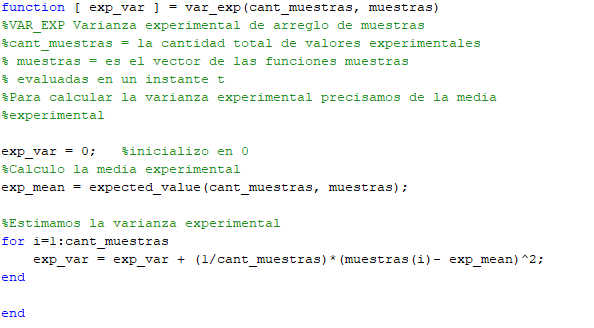 function [ exp_var ] = var_exp(cant_muestras, muestras)
%VAR_EXP Varianza experimental de arreglo de muestras
%cant_muestras = la cantidad total de valores experimentales
% muestras = es el vector de las funciones muestras
% evaluadas en un instante t
%Para calcular la varianza experimental precisamos de la media
%experimental
exp_var = 0;   %inicializo en 0
%Calculo la media experimental
exp_mean = expected_value(cant_muestras, muestras);
%Estimamos la varianza experimental
for i=1:cant_muestras
    exp_var = exp_var + (1/cant_muestras)*(muestras(i)- exp_mean)^2;
end
end